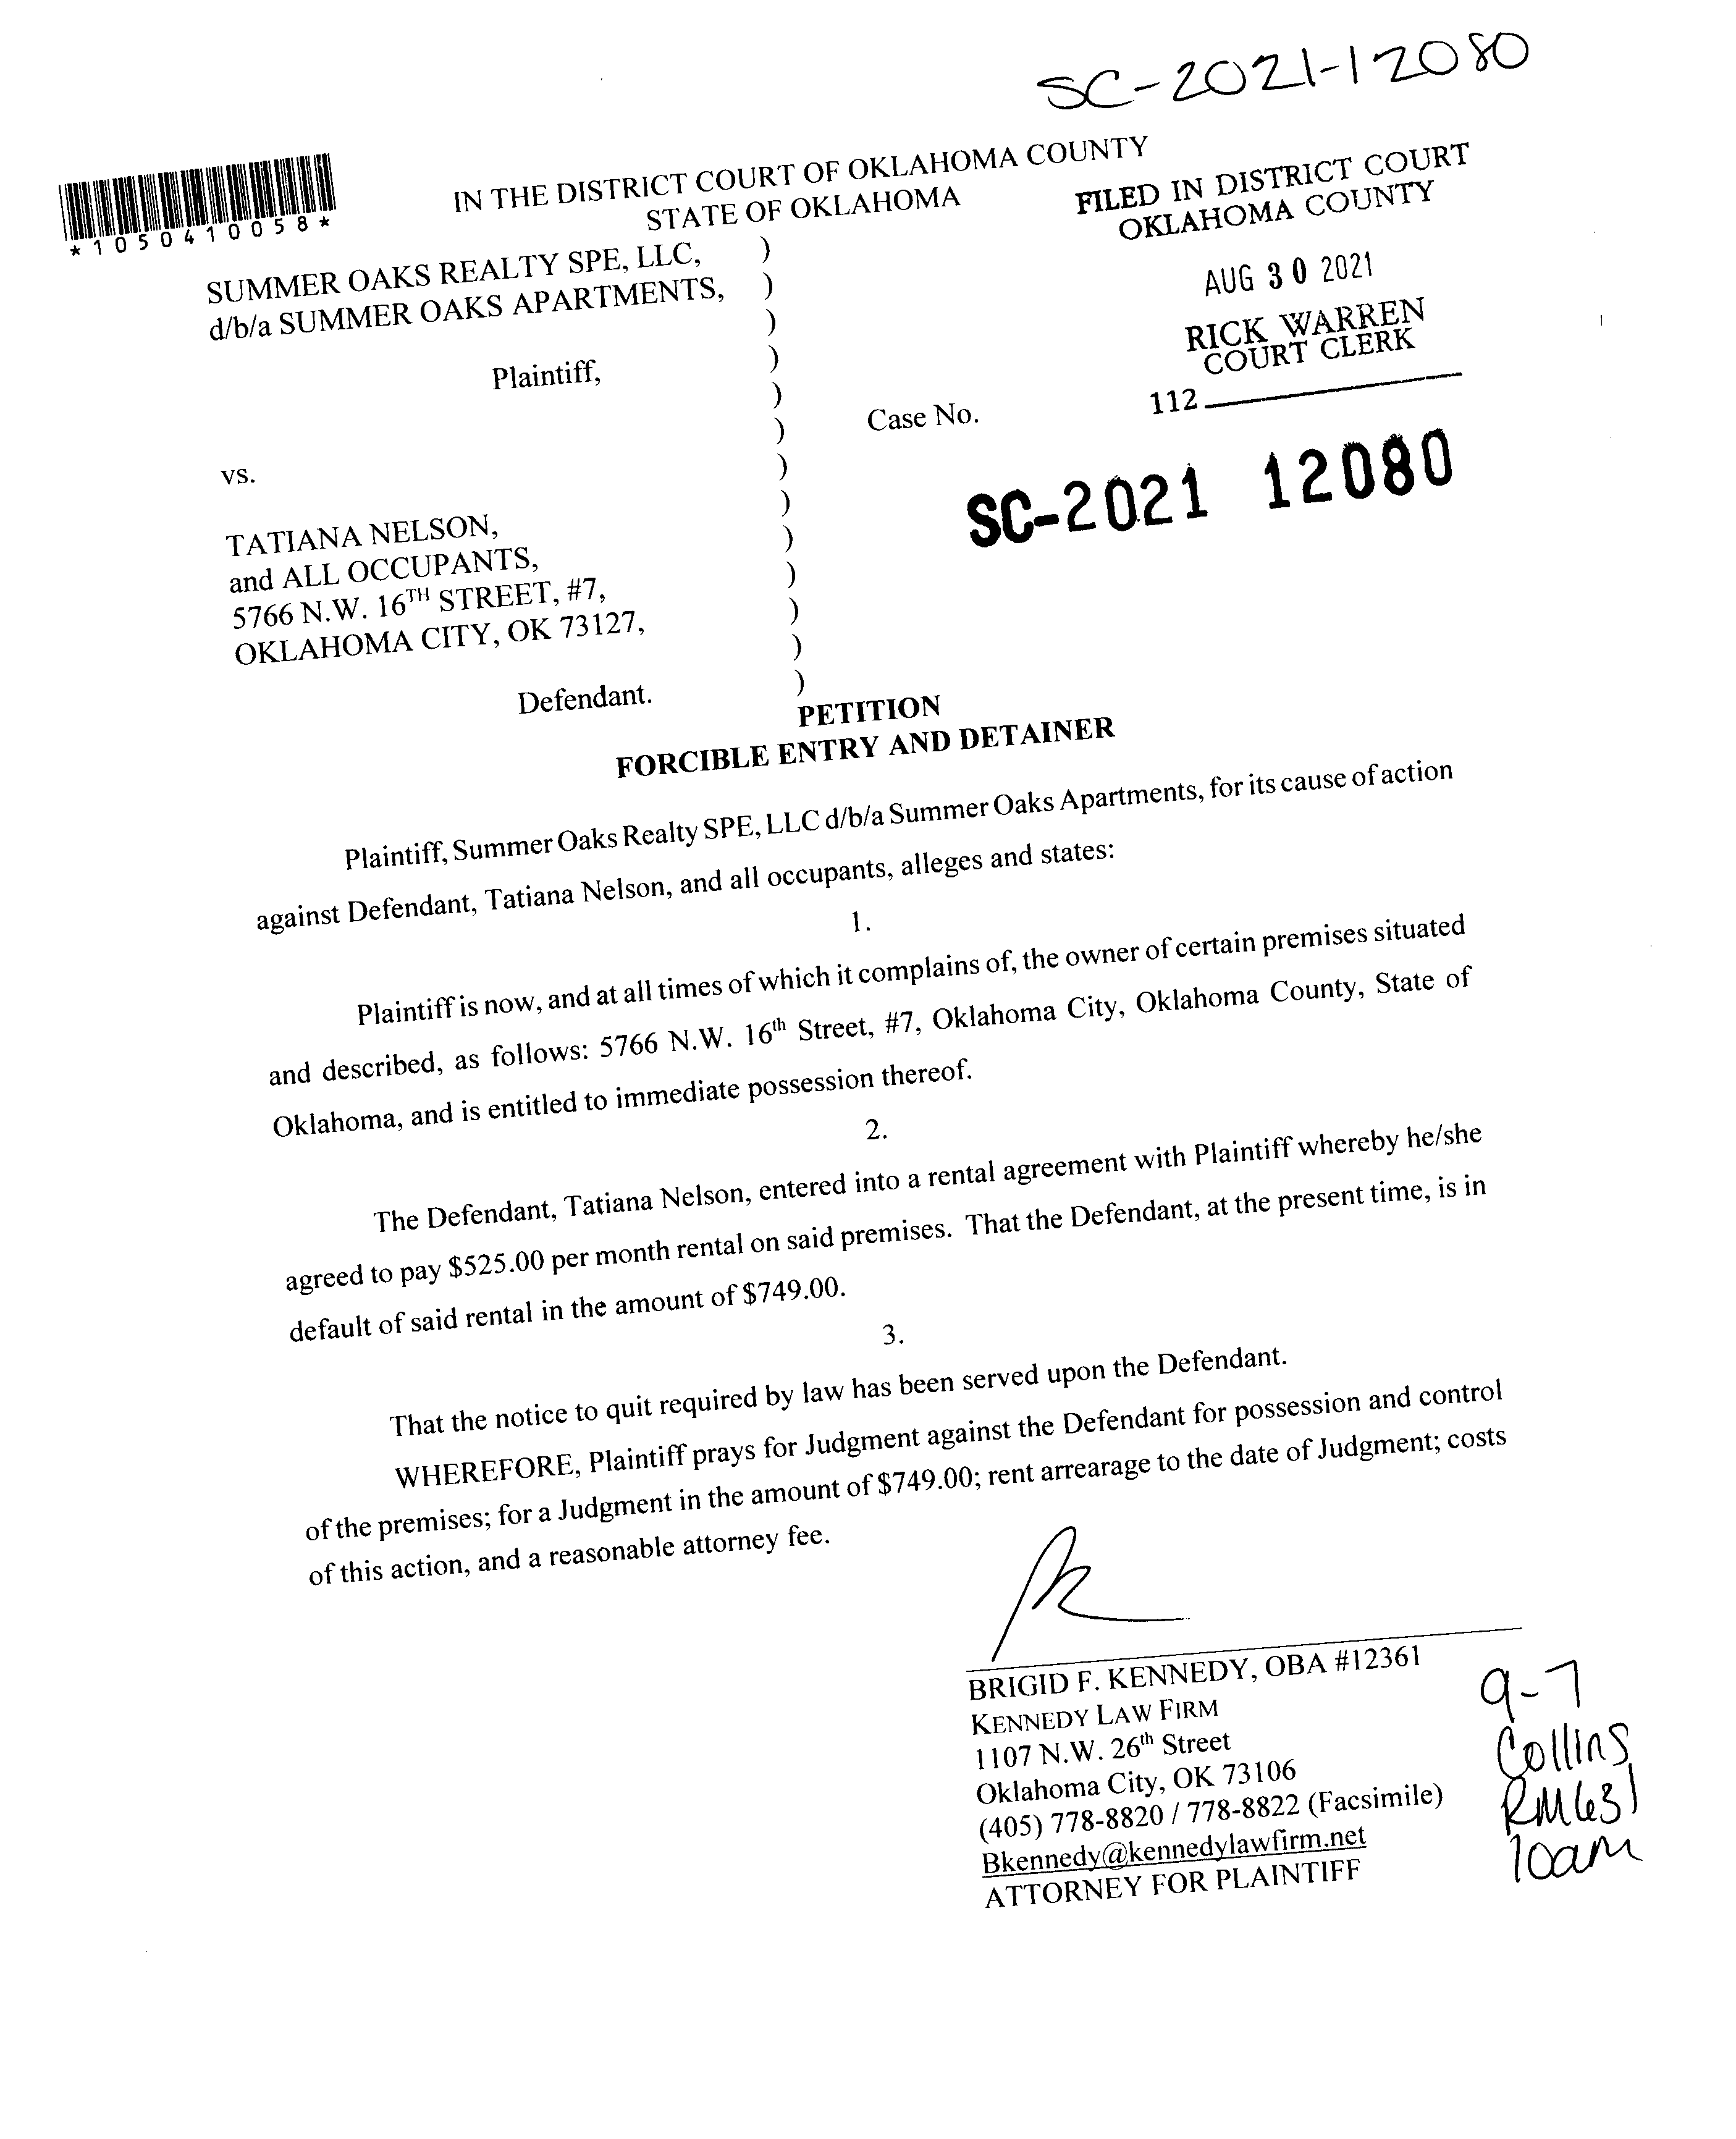 SC-2021-12080
*1050410058*
IN THE DISTRICT COURT OF OKLAHOMA COUNTY
STATE OF OKLAHOMA
FILED IN DISTRICT COURT
OKLAHOMA COUNTY
AUG 30 2021
RICK WARREN
COURT CLERK
112
SUMMER OAKS REALTY SPE, LLC, )
d/b/a SUMMER OAKS APARTMENTS, )
)
Plaintiff, )
)
) Case No.
SC-2021 12080
vs. )
)
TATIANA NELSON, )
and ALL OCCUPANTS, )
5766 N.W. 16TH STREET, #7, )
OKLAHOMA CITY, OK 73127, )
)
Defendant.
PETITION
FORCIBLE ENTRY AND DETAINER
Plaintiff, Summer Oaks Realty SPE, LLC d/b/a Summer Oaks Apartments, for its cause of action
against Defendant, Tatiana Nelson, and all occupants, alleges and states:
1.
Plaintiff is now, and at all times of which it complains of, the owner of certain premises situated
and described, as follows: 5766 N.W. 16th Street, #7, Oklahoma City, Oklahoma County, State of
Oklahoma, and is entitled to immediate possession thereof.
2.
The Defendant, Tatiana Nelson, entered into a rental agreement with Plaintiff whereby he/she
agreed to pay $525.00 per month rental on said premises. That the Defendant, at the present time, is in
default of said rental in the amount of $749.00.
3.
That the notice to quit required by law has been served upon the Defendant.
WHEREFORE, Plaintiff prays for Judgment against the Defendant for possession and control
of the premises; for a Judgment in the amount of $749.00; rent arrearage to the date of Judgment; costs
of this action, and a reasonable attorney fee.
BRIGID F. KENNEDY, OBA #12361
KENNEDY LAW FIRM
1107 N.W. 26th Street
Oklahoma City, OK 73106
(405) 778-8820 / 778-8822 (Facsimile)
Bkennedy@kennedylawfirm.net
ATTORNEY FOR PLAINTIFF
9-7
Collins
RM631
10am